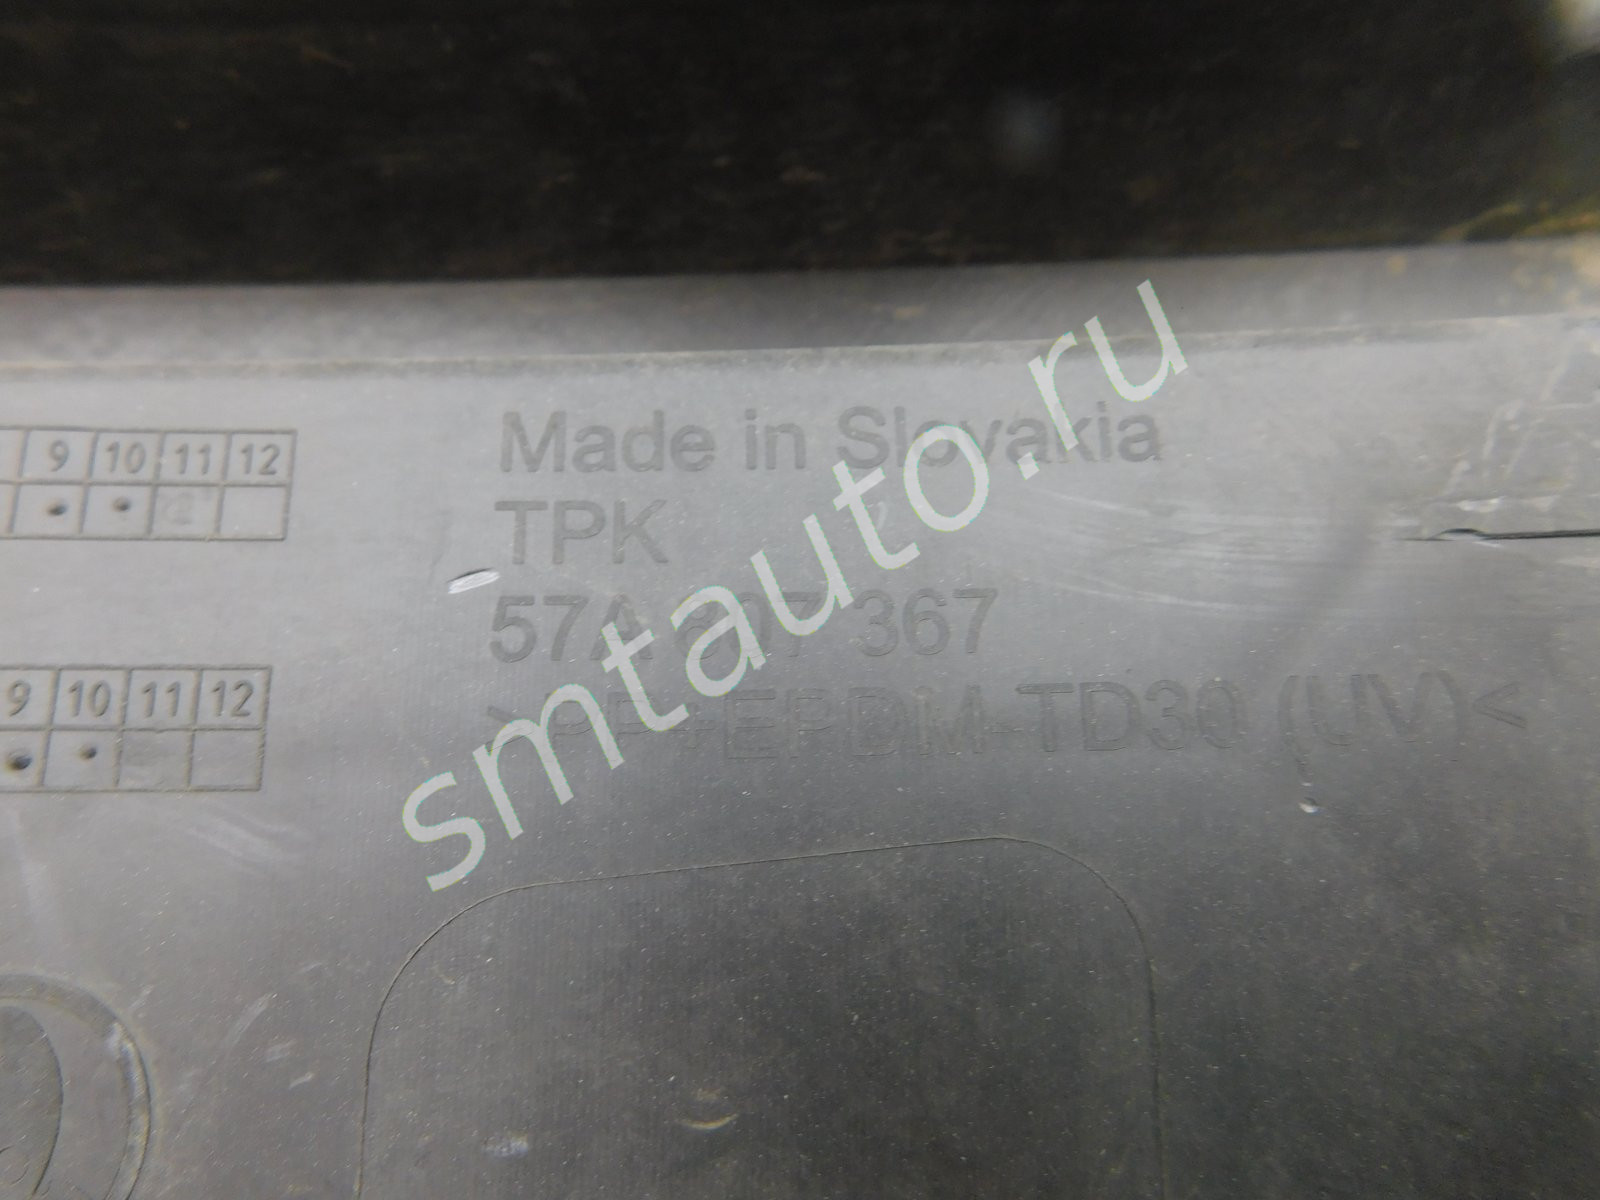 Made in Slovakia
TPK
57A 807 367
>PP+EPDM-TD30 (UV)<
9 10 11 12
9 10 11 12
smtauto.ru